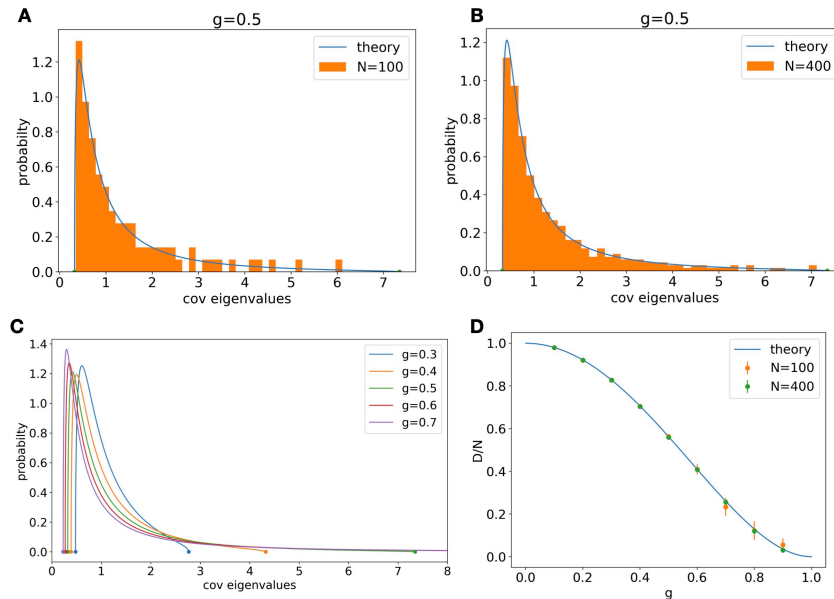 A
g=0.5
theory
N=100
probabilty
1.2
1.0
0.8
0.6
0.4
0.2
0.0
0 1 2 3 4 5 6 7
cov eigenvalues
B
g=0.5
theory
N=400
probabilty
1.2
1.0
0.8
0.6
0.4
0.2
0.0
0 1 2 3 4 5 6 7
cov eigenvalues
C
g=0.3
g=0.4
g=0.5
g=0.6
g=0.7
probabilty
1.4
1.2
1.0
0.8
0.6
0.4
0.2
0.0
0 1 2 3 4 5 6 7 8
cov eigenvalues
D
theory
N=100
N=400
D/N
1.0
0.8
0.6
0.4
0.2
0.0
0.0 0.2 0.4 0.6 0.8 1.0
g